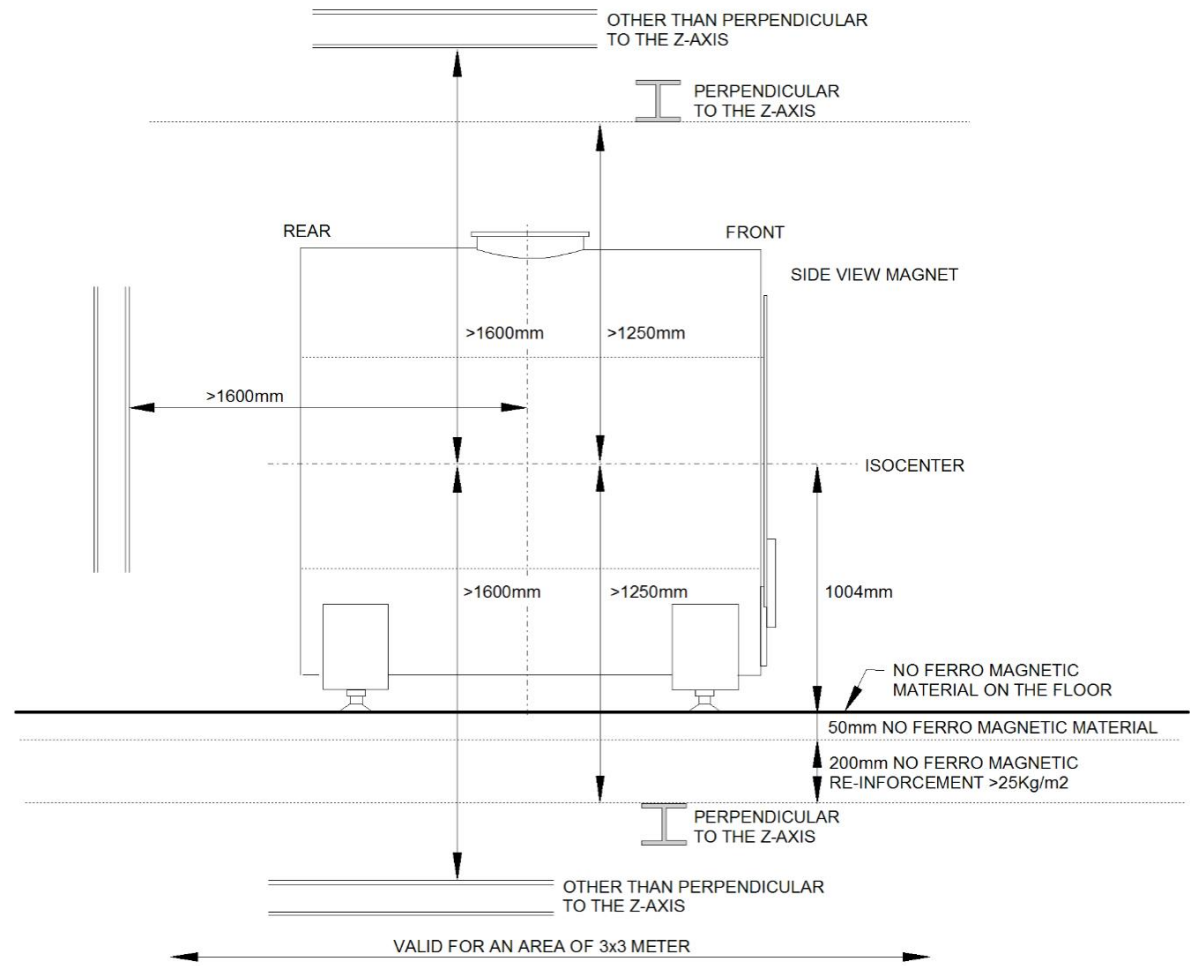 OTHER THAN PERPENDICULAR
TO THE Z-AXIS
PERPENDICULAR
TO THE Z-AXIS
REAR
FRONT
SIDE VIEW MAGNET
>1600mm
>1250mm
>1600mm
ISOCENTER
>1600mm
>1250mm
1004mm
NO FERRO MAGNETIC
MATERIAL ON THE FLOOR
50mm NO FERRO MAGNETIC MATERIAL
200mm NO FERRO MAGNETIC
RE-INFORCEMENT >25Kg/m2
PERPENDICULAR
TO THE Z-AXIS
OTHER THAN PERPENDICULAR
TO THE Z-AXIS
VALID FOR AN AREA OF 3x3 METER